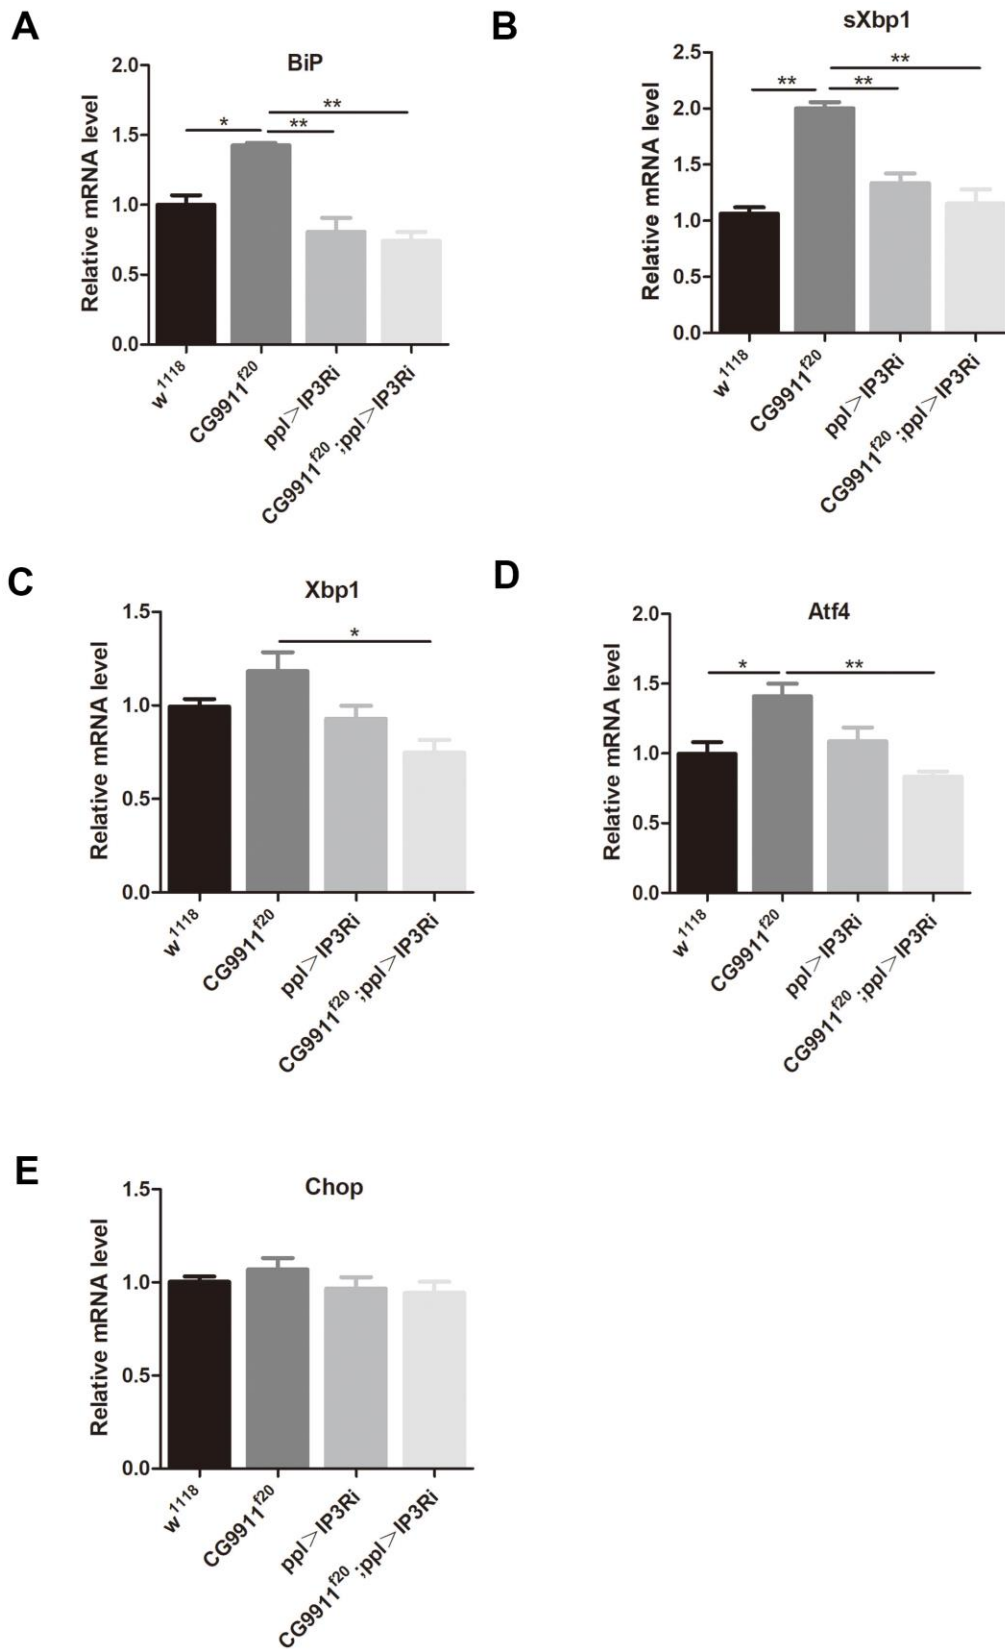 A
BiP
Relative mRNA level
2.0
1.5
1.0
0.5
0.0
*
**
**
w1118
CG9911f20
ppl>IP3Ri
CG9911f20;ppl>IP3Ri
B
sXbp1
Relative mRNA level
2.5
2.0
1.5
1.0
0.5
0.0
**
**
**
w1118
CG9911f20
ppl>IP3Ri
CG9911f20;ppl>IP3Ri
C
Xbp1
Relative mRNA level
1.5
1.0
0.5
0.0
*
w1118
CG9911f20
ppl>IP3Ri
CG9911f20;ppl>IP3Ri
D
Atf4
Relative mRNA level
2.0
1.5
1.0
0.5
0.0
*
**
w1118
CG9911f20
ppl>IP3Ri
CG9911f20;ppl>IP3Ri
E
Chop
Relative mRNA level
1.5
1.0
0.5
0.0
w1118
CG9911f20
ppl>IP3Ri
CG9911f20;ppl>IP3Ri